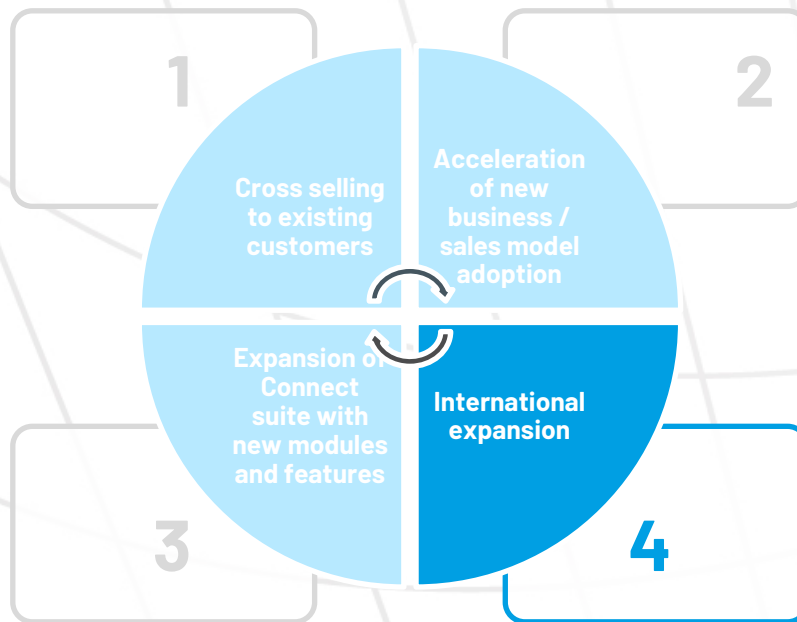 1
Cross selling
to existing
customers
2
Acceleration
of new
business /
sales model
adoption
3
Expansion of
Connect
suite with
new modules
and features
4
International
expansion